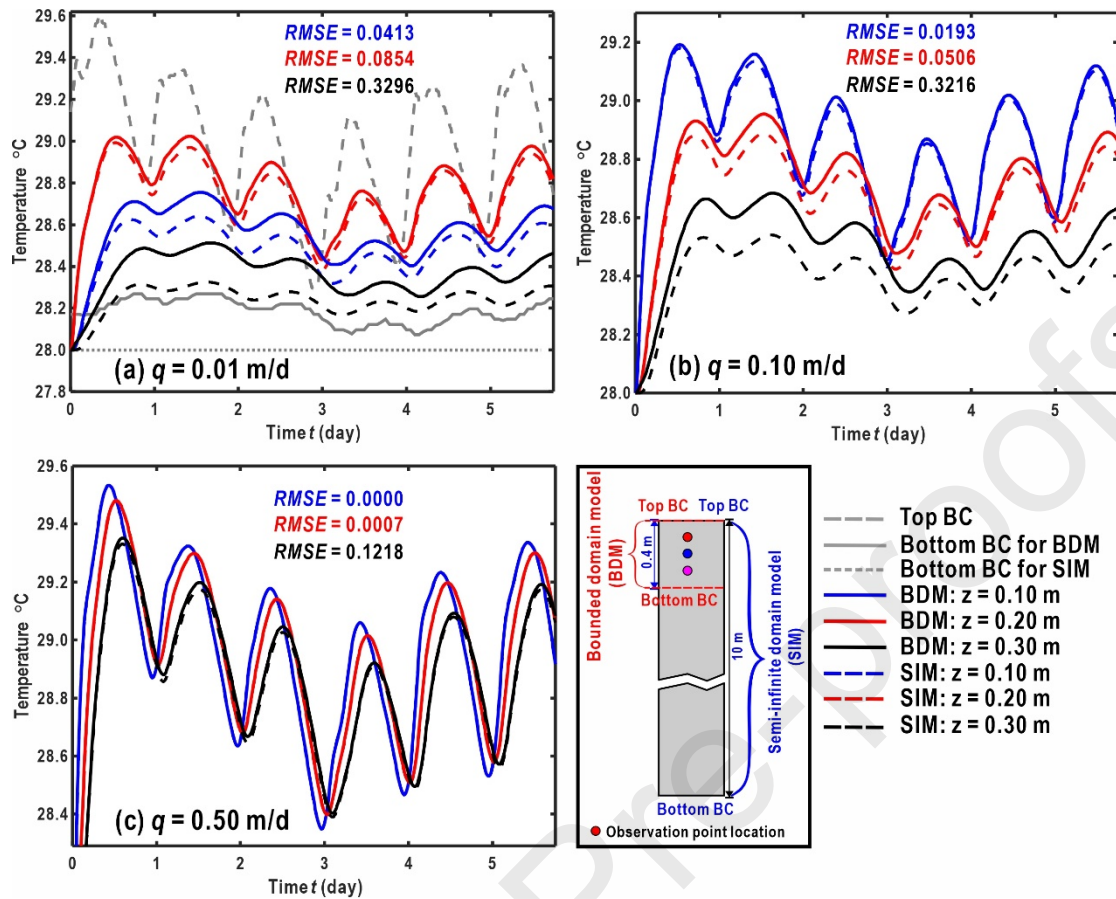 29.6
29.4
29.2
29.0
28.8
28.6
28.4
28.2
28.0
27.8
Temperature °C
RMSE = 0.0413
RMSE = 0.0854
RMSE = 0.3296
(a) q = 0.01 m/d
0 1 2 3 4 5
Time t (day)
29.2
29.0
28.8
28.6
28.4
28.2
28.0
Temperature °C
RMSE = 0.0193
RMSE = 0.0506
RMSE = 0.3216
(b) q = 0.10 m/d
0 1 2 3 4 5
Time t (day)
29.6
29.4
29.2
29.0
28.8
28.6
28.4
Temperature °C
RMSE = 0.0000
RMSE = 0.0007
RMSE = 0.1218
(c) q = 0.50 m/d
0 1 2 3 4 5
Time t (day)
Bounded domain model
(BDM)
Top BC Top BC
0.4 m
Bottom BC
10 m
Semi-infinite domain model
(SIM)
Bottom BC
Observation point location
Top BC
Bottom BC for BDM
Bottom BC for SIM
BDM: z = 0.10 m
BDM: z = 0.20 m
BDM: z = 0.30 m
SIM: z = 0.10 m
SIM: z = 0.20 m
SIM: z = 0.30 m
Pre-proofs